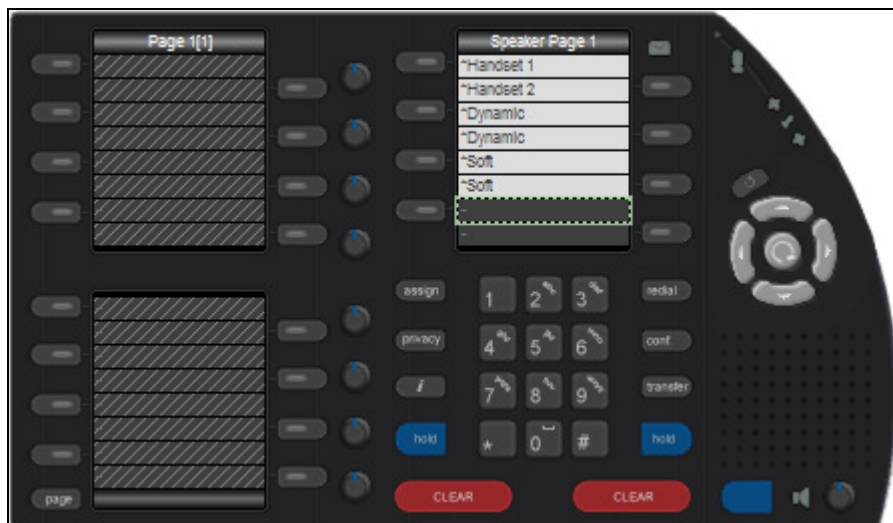 Page 1[1]
Speaker Page 1
*Handset 1
*Handset 2
*Dynamic
*Dynamic
*Soft
*Soft
-
-
assign
1
2
3
redial
privacy
4
5
6
conf.
i
7
8
9
transfer
hold
*
0
#
hold
page
CLEAR
CLEAR